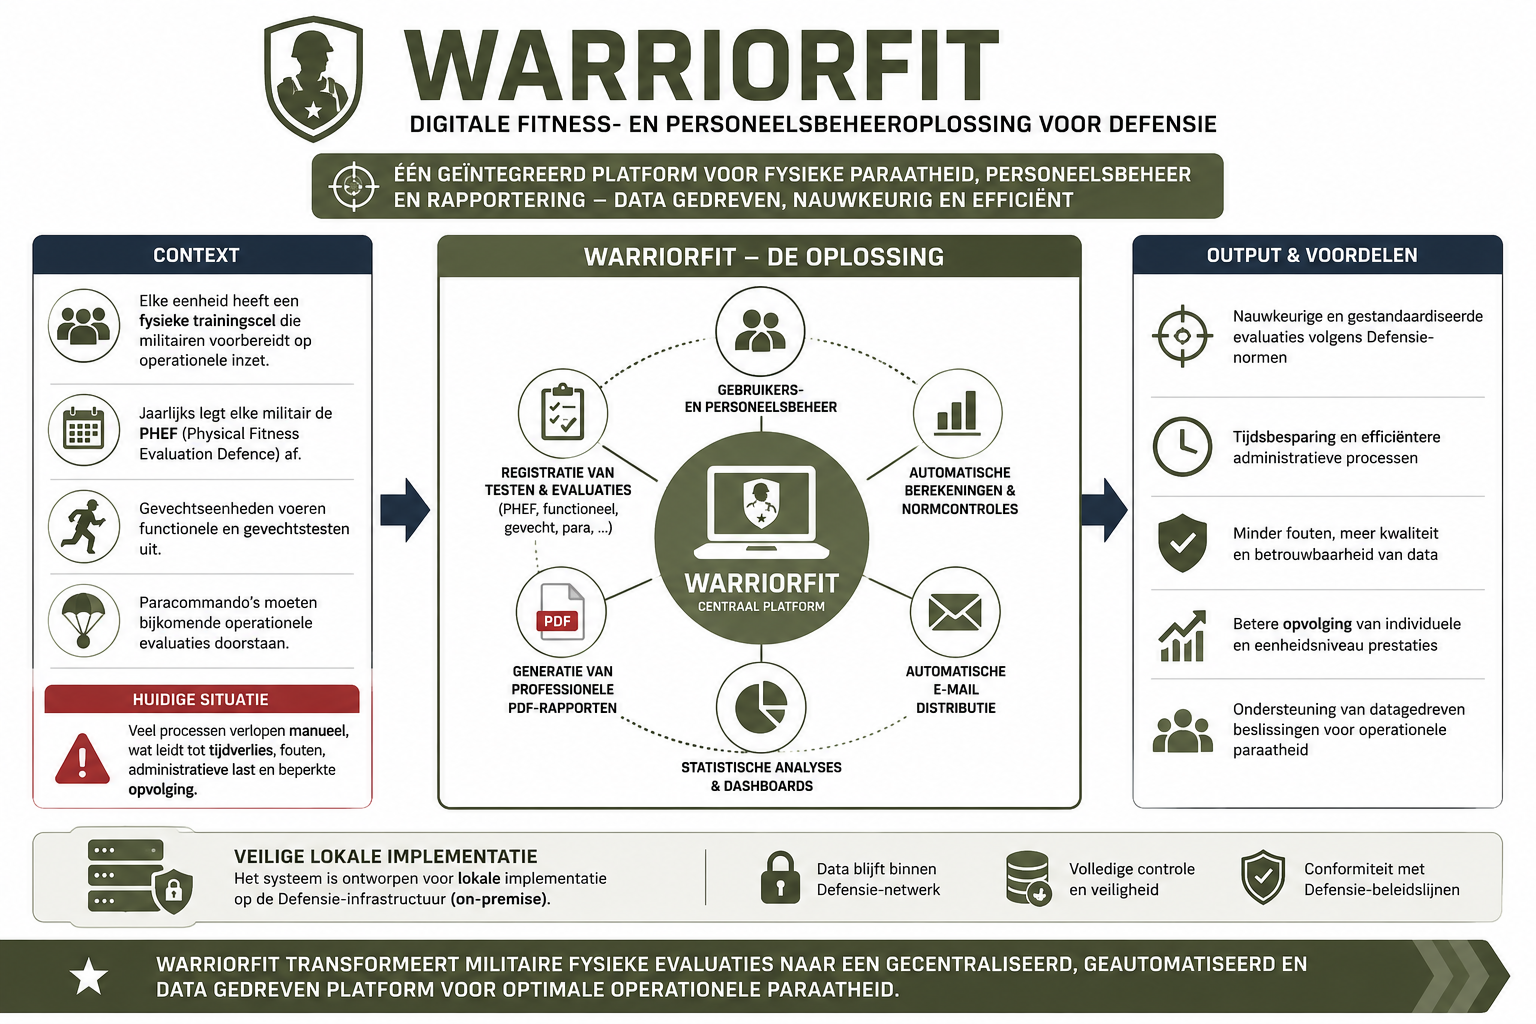 WARRIORFIT
DIGITALE FITNESS- EN PERSONEELSBEHEEROPLOSSING VOOR DEFENSIE
ÉÉN GEÏNTEGREERD PLATFORM VOOR FYSIEKE PARAATHEID, PERSONEELSBEHEER
EN RAPPORTERING – DATA GEDREVEN, NAUWKEURIG EN EFFICIËNT
CONTEXT
Elke eenheid heeft een
fysieke trainingscel die
militairen voorbereidt op
operationele inzet.
Jaarlijks legt elke militair de
PHEF (Physical Fitness
Evaluation Defence) af.
Gevechtseenheden voeren
functionele en gevechtstesten
uit.
Paracommando's moeten
bijkomende operationele
evaluaties doorstaan.
HUIDIGE SITUATIE
Veel processen verlopen manueel,
wat leidt tot tijdverlies, fouten,
administratieve last en beperkte
opvolging.
WARRIORFIT – DE OPLOSSING
GEBRUIKERS-
EN PERSONEELSBEHEER
REGISTRATIE VAN
TESTEN & EVALUATIES
(PHEF, functioneel,
gevecht, para, ...)
AUTOMATISCHE
BEREKENINGEN &
NORMCONTROLES
WARRIORFIT
CENTRAAL PLATFORM
PDF
GENERATIE VAN
PROFESSIONELE
PDF-RAPPORTEN
AUTOMATISCHE
E-MAIL
DISTRIBUTIE
STATISTISCHE ANALYSES
& DASHBOARDS
OUTPUT & VOORDELEN
Nauwkeurige en gestandaardiseerde
evaluaties volgens Defensie-
normen
Tijdsbesparing en efficiëntere
administratieve processen
Minder fouten, meer kwaliteit
en betrouwbaarheid van data
Betere opvolging van individuele
en eenheidsniveau prestaties
Ondersteuning van datagedreven
beslissingen voor operationele
paraatheid
VEILIGE LOKALE IMPLEMENTATIE
Het systeem is ontworpen voor lokale implementatie
op de Defensie-infrastructuur (on-premise).
Data blijft binnen
Defensie-netwerk
Volledige controle
en veiligheid
Conformiteit met
Defensie-beleidslijnen
WARRIORFIT TRANSFORMEERT MILITAIRE FYSIEKE EVALUATIES NAAR EEN GECENTRALISEERD, GEAUTOMATISEERD EN
DATA GEDREVEN PLATFORM VOOR OPTIMALE OPERATIONELE PARAATHEID.